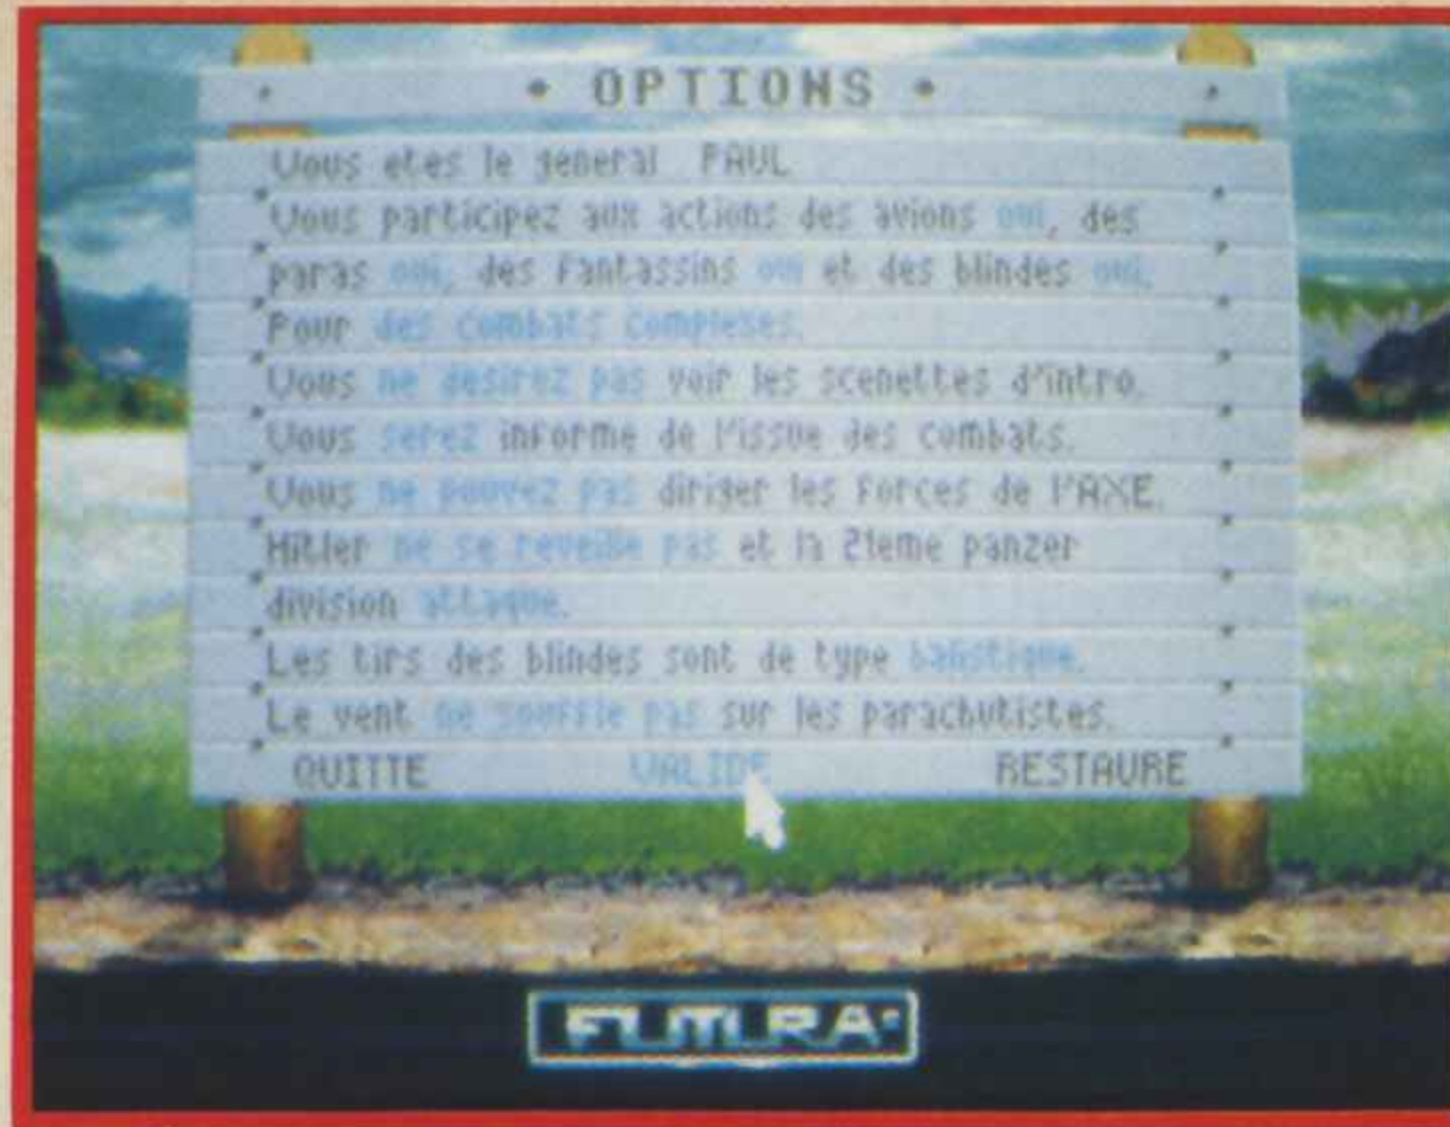 • OPTIONS •
Vous etes le general PAUL
Vous participez aux actions des avions oui, des
paras oui, des fantassins oui et des blindes oui.
Pour des combats complexes.
Vous ne desirez pas voir les scenettes d'intro.
Vous serez informe de l'issue des combats.
Vous ne pouvez pas diriger les forces de l'AXE.
Hitler ne se reveille pas et la 21eme panzer
division attaque.
Les tirs des blindes sont de type balistique.
Le vent ne souffle pas sur les parachutistes.
QUITTE VALIDE RESTAURE
FUTURA